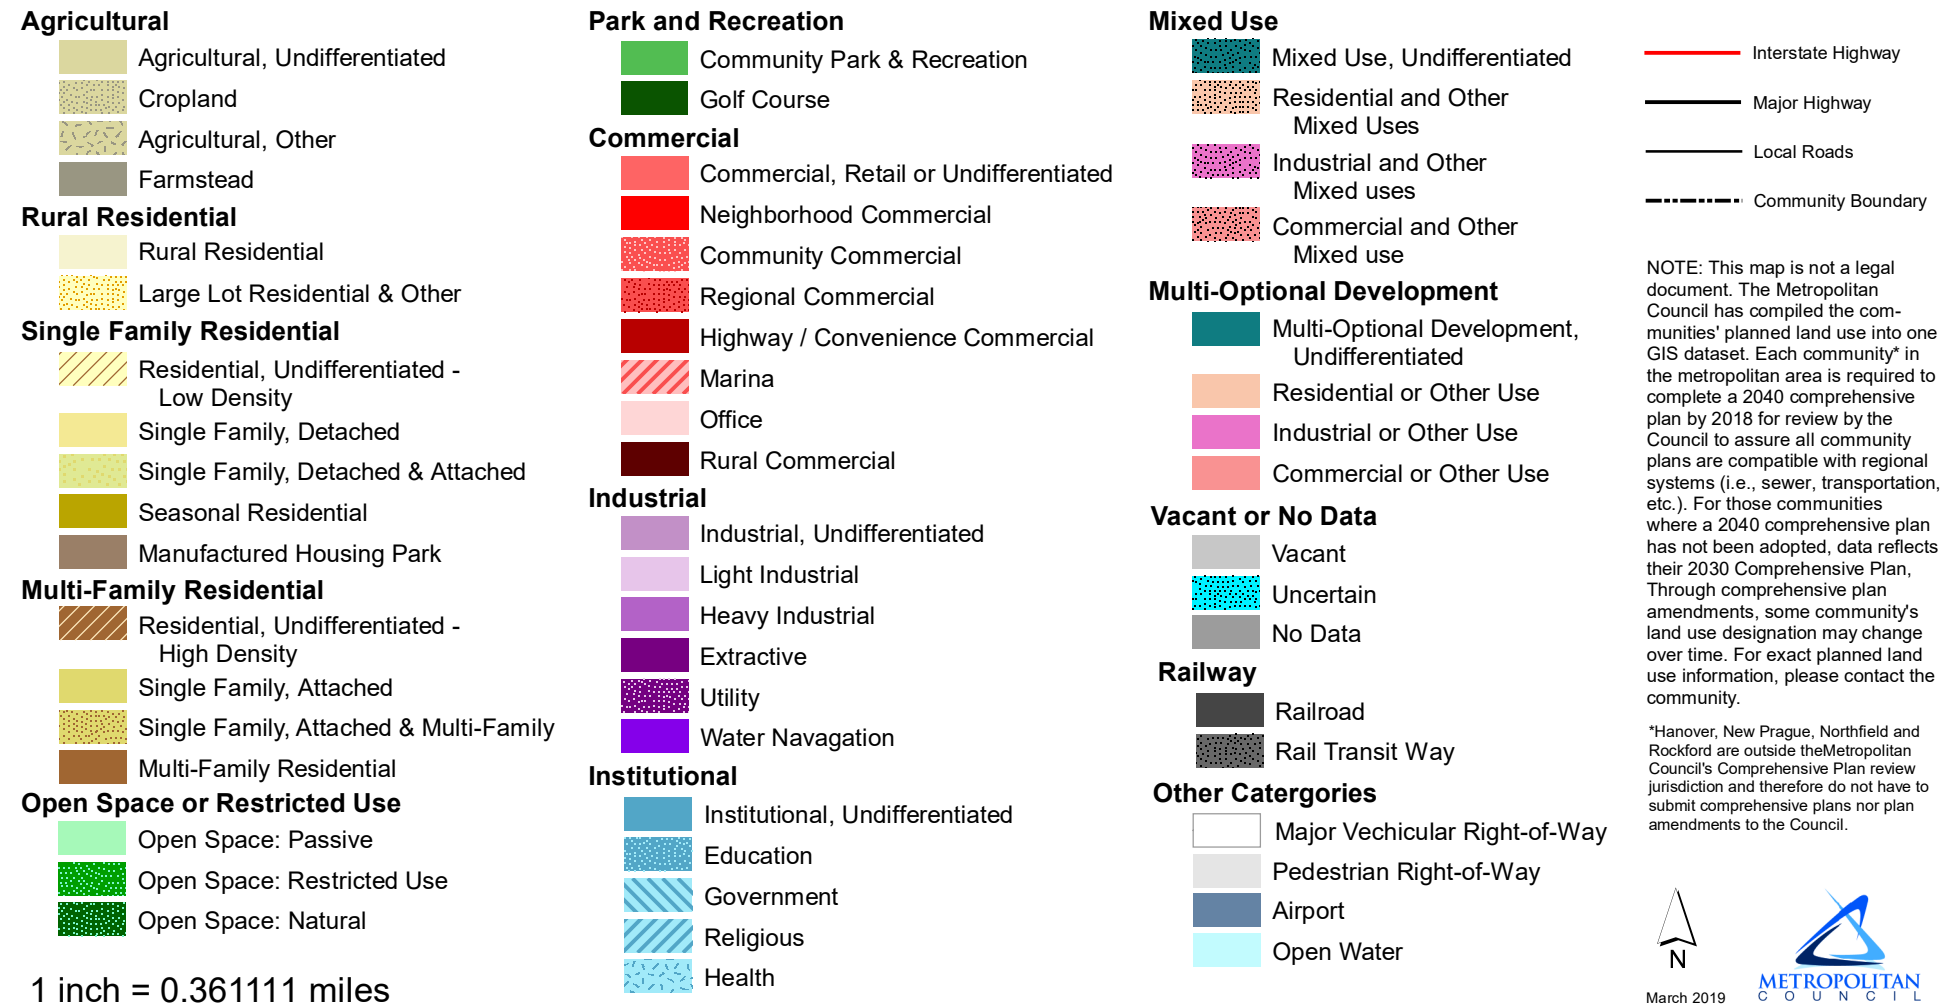 Agricultural
Agricultural, Undifferentiated
Cropland
Agricultural, Other
Farmstead
Rural Residential
Rural Residential
Large Lot Residential & Other
Single Family Residential
Residential, Undifferentiated -
Low Density
Single Family, Detached
Single Family, Detached & Attached
Seasonal Residential
Manufactured Housing Park
Multi-Family Residential
Residential, Undifferentiated -
High Density
Single Family, Attached
Single Family, Attached & Multi-Family
Multi-Family Residential
Open Space or Restricted Use
Open Space: Passive
Open Space: Restricted Use
Open Space: Natural
1 inch = 0.361111 miles
Park and Recreation
Community Park & Recreation
Golf Course
Commercial
Commercial, Retail or Undifferentiated
Neighborhood Commercial
Community Commercial
Regional Commercial
Highway / Convenience Commercial
Marina
Office
Rural Commercial
Industrial
Industrial, Undifferentiated
Light Industrial
Heavy Industrial
Extractive
Utility
Water Navagation
Institutional
Institutional, Undifferentiated
Education
Government
Religious
Health
Mixed Use
Mixed Use, Undifferentiated
Residential and Other
Mixed Uses
Industrial and Other
Mixed uses
Commercial and Other
Mixed use
Multi-Optional Development
Multi-Optional Development,
Undifferentiated
Residential or Other Use
Industrial or Other Use
Commercial or Other Use
Vacant or No Data
Vacant
Uncertain
No Data
Railway
Railroad
Rail Transit Way
Other Catergories
Major Vechicular Right-of-Way
Pedestrian Right-of-Way
Airport
Open Water
Interstate Highway
Major Highway
Local Roads
Community Boundary
NOTE: This map is not a legal
document. The Metropolitan
Council has compiled the com-
munities' planned land use into one
GIS dataset. Each community* in
the metropolitan area is required to
complete a 2040 comprehensive
plan by 2018 for review by the
Council to assure all community
plans are compatible with regional
systems (i.e., sewer, transportation,
etc.). For those communities
where a 2040 comprehensive plan
has not been adopted, data reflects
their 2030 Comprehensive Plan,
Through comprehensive plan
amendments, some community's
land use designation may change
over time. For exact planned land
use information, please contact the
community.
*Hanover, New Prague, Northfield and
Rockford are outside theMetropolitan
Council's Comprehensive Plan review
jurisdiction and therefore do not have to
submit comprehensive plans nor plan
amendments to the Council.
N
March 2019
METROPOLITAN
COUNCIL